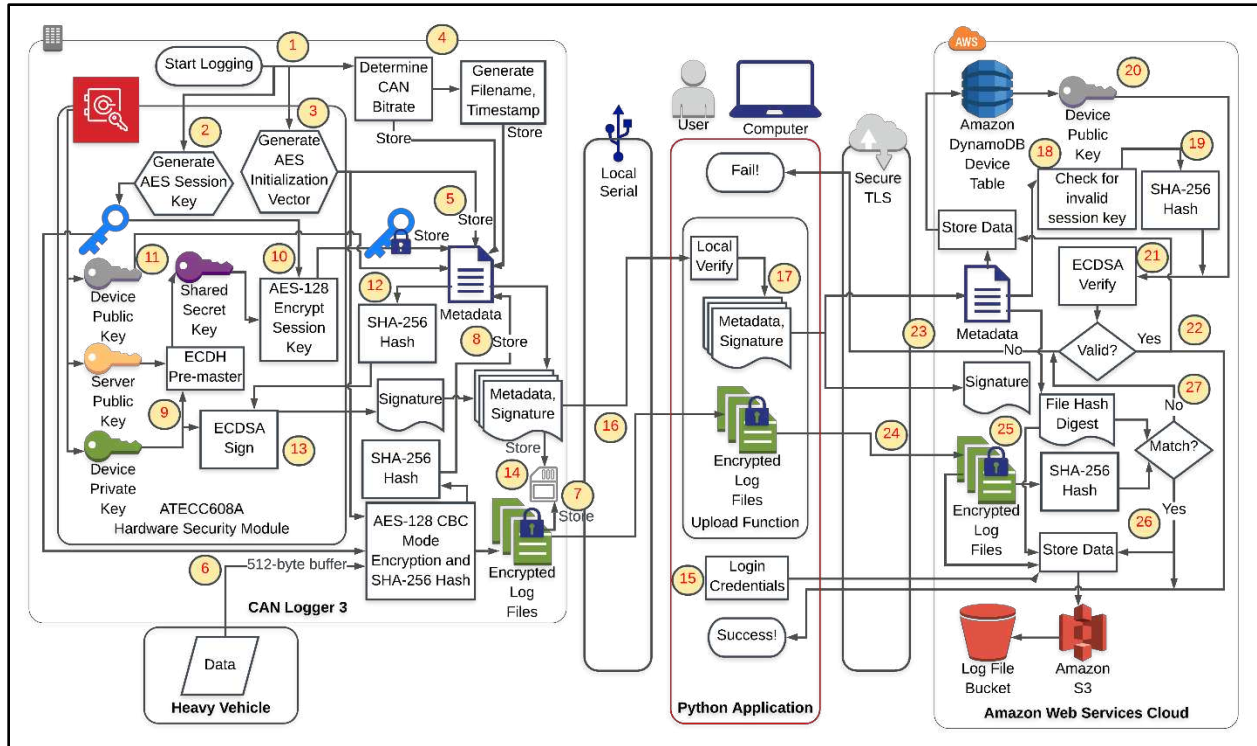 1
Start Logging
4
Determine
CAN
Bitrate
Generate
Filename,
Timestamp
Store
Store
2
Generate
AES Session
Key
3
Generate
AES
Initialization
Vector
5
Store
Store
11
Device
Public
Key
Shared
Secret
Key
10
AES-128
Encrypt
Session
Key
12
SHA-256
Hash
Metadata
Store
8
Server
Public
Key
ECDH
Pre-master
9
Device
Private
Key
ECDSA
Sign
13
Signature
Metadata,
Signature
Store
14
7
Store
SHA-256
Hash
ATECC608A
Hardware Security Module
AES-128 CBC
Mode
Encryption and
SHA-256 Hash
Encrypted
Log
Files
6
512-byte buffer
CAN Logger 3
Data
Heavy Vehicle
Local
Serial
16
User
Computer
Fail!
Local
Verify
17
Metadata,
Signature
Encrypted
Log
Files
Upload Function
15
Login
Credentials
Success!
Python Application
Secure
TLS
23
24
AWS
Amazon
DynamoDB
Device
Table
20
Device
Public
Key
18
Check for
invalid
session key
19
SHA-256
Hash
Store Data
Metadata
21
ECDSA
Verify
Valid?
Yes
No
22
Signature
27
No
File Hash
Digest
Match?
25
Encrypted
Log
Files
SHA-256
Hash
26
Yes
Store Data
Log File
Bucket
Amazon
S3
Amazon Web Services Cloud